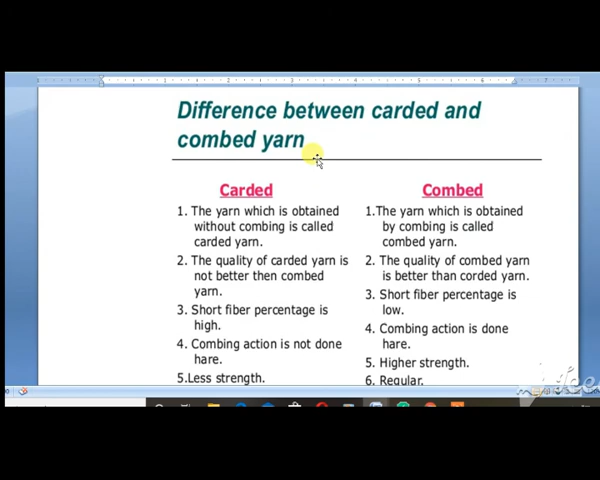 Difference between carded and
combed yarn
Carded
1. The yarn which is obtained
without combing is called
carded yarn.
2. The quality of carded yarn is
not better then combed
yarn.
3. Short fiber percentage is
high.
4. Combing action is not done
hare.
5.Less strength.
Combed
1.The yarn which is obtained
by combing is called
combed yarn.
2. The quality of combed yarn
is better than corded yarn.
3. Short fiber percentage is
low.
4. Combing action is done
hare.
5. Higher strength.
6. Regular.